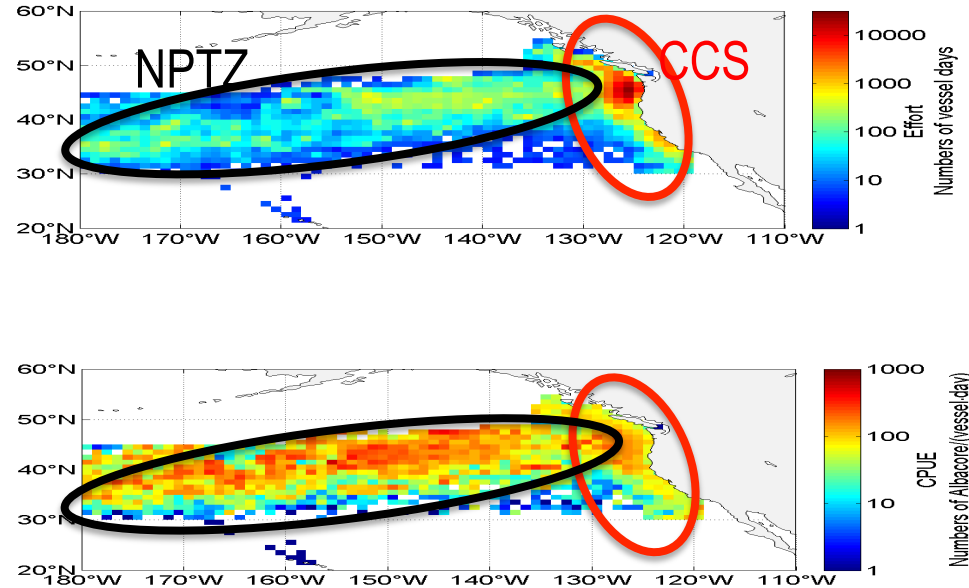 60°N
50°N
40°N
30°N
20°N
180°W 170°W 160°W 150°W 140°W 130°W 120°W 110°W
NPTZ
CCS
10000
1000
100
10
1
Effort
Numbers of vessel days
60°N
50°N
40°N
30°N
20°N
180°W 170°W 160°W 150°W 140°W 130°W 120°W 110°W
1000
100
10
1
CPUE
Numbers of Albacore/(vessel-day)